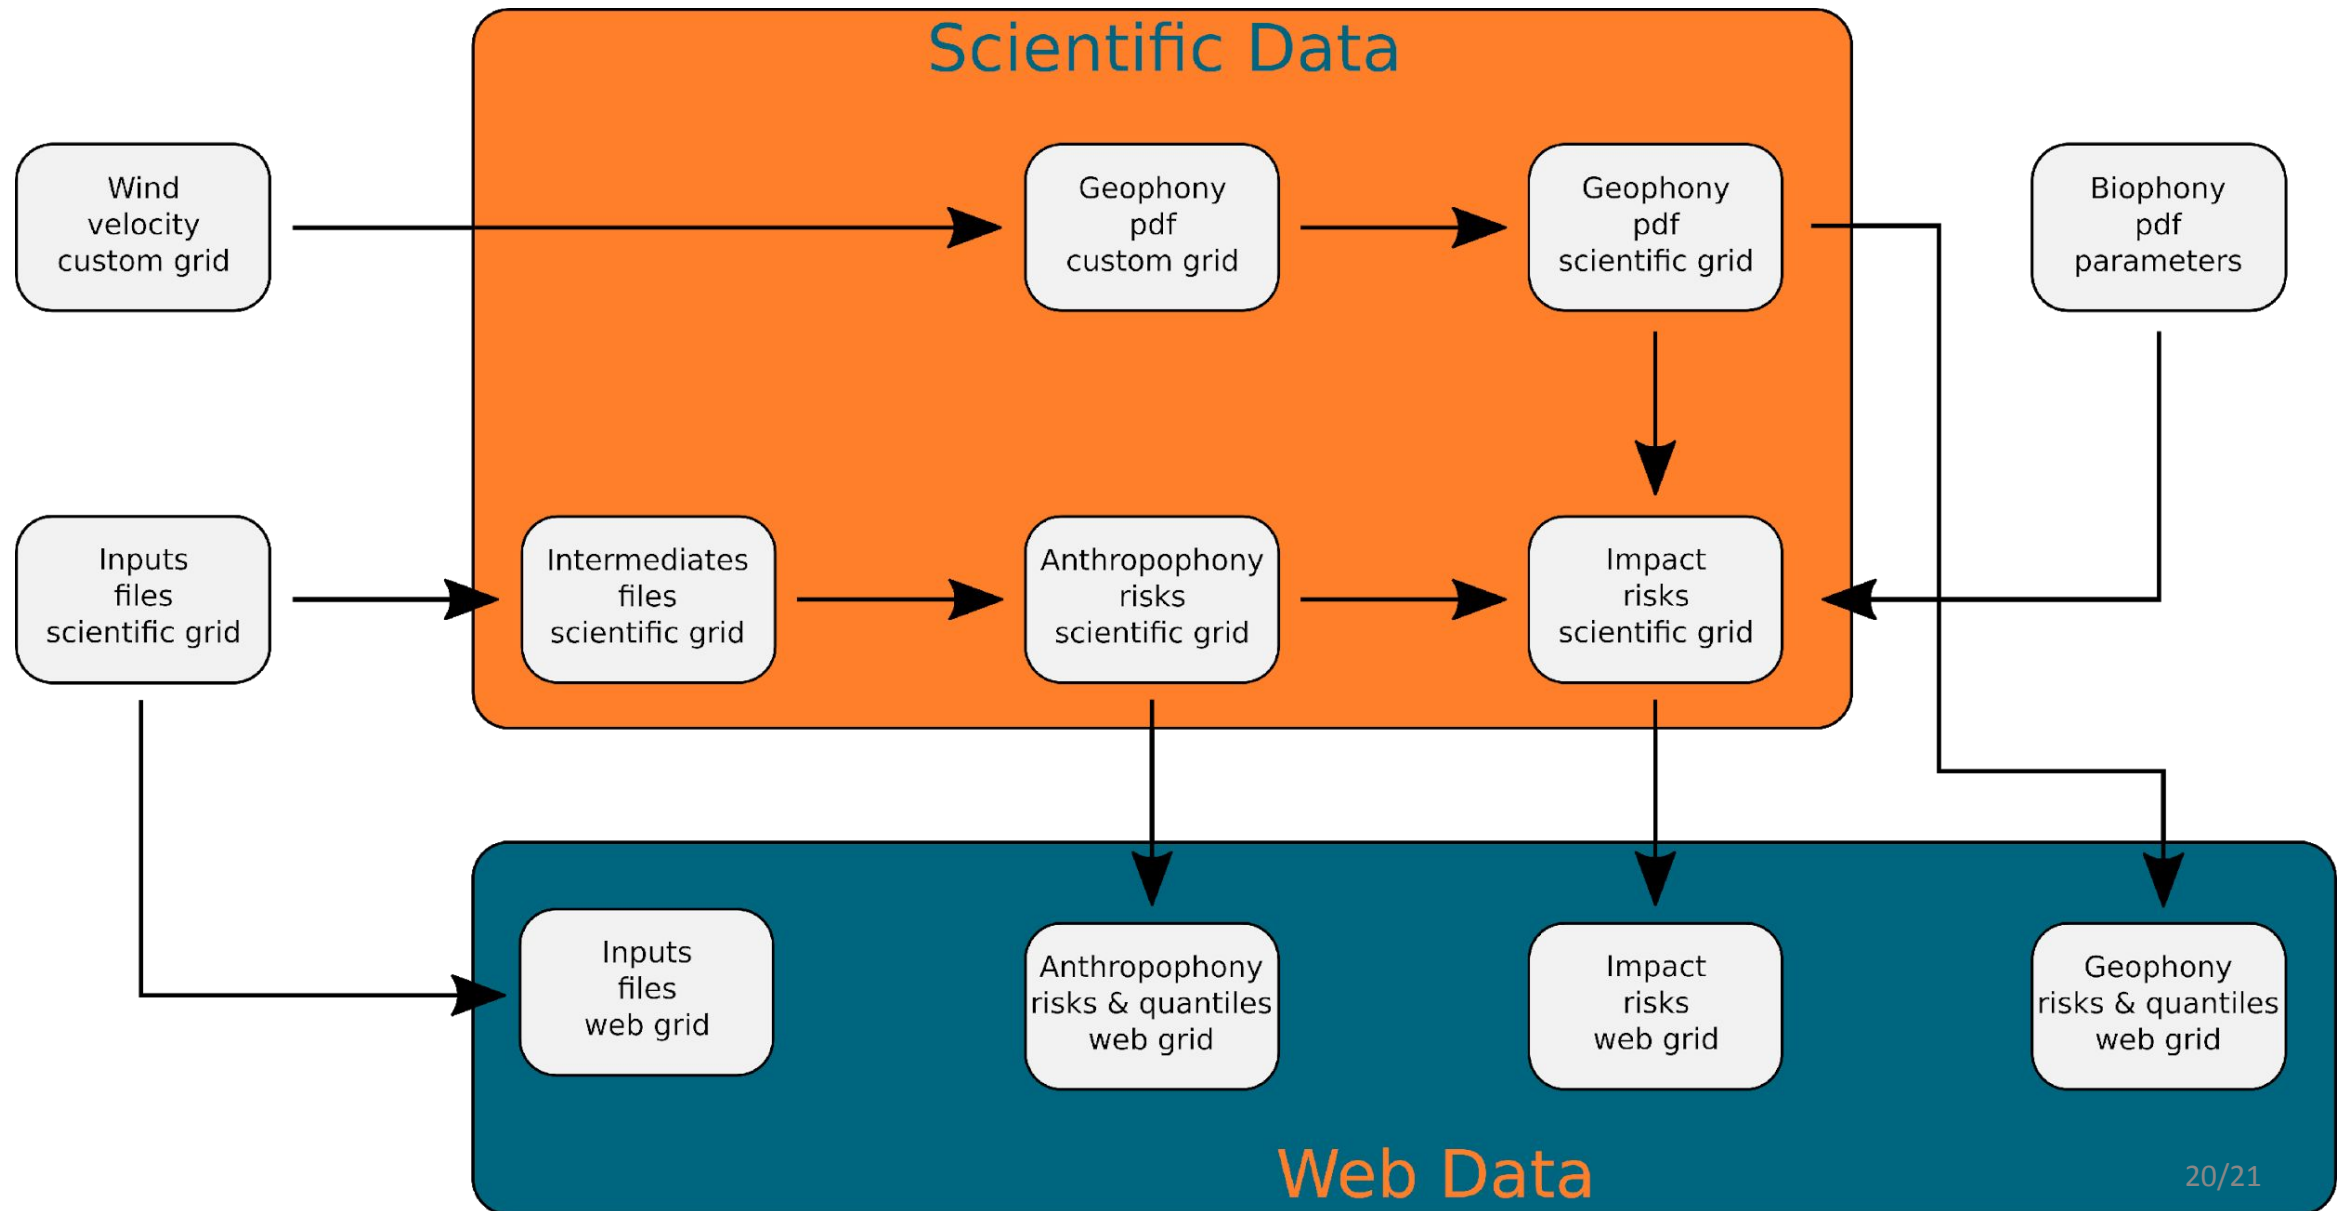 Scientific Data
Wind
velocity
custom grid
Geophony
pdf
custom grid
Geophony
pdf
scientific grid
Biophony
pdf
parameters
Inputs
files
scientific grid
Intermediates
files
scientific grid
Anthropophony
risks
scientific grid
Impact
risks
scientific grid
Inputs
files
web grid
Anthropophony
risks & quantiles
web grid
Impact
risks
web grid
Geophony
risks & quantiles
web grid
Web Data
20/21